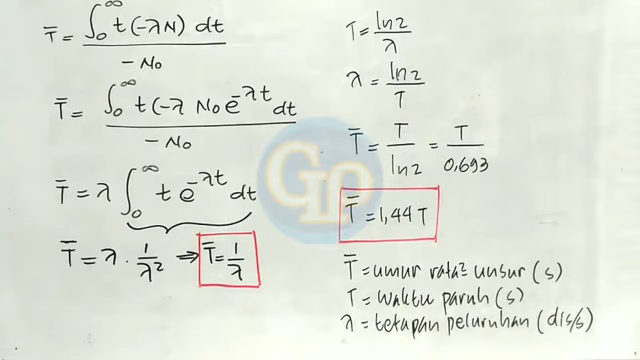 T̄ = ∫₀^∞ t (-λN) dt / -N₀
T̄ = ∫₀^∞ t (-λ N₀ e^-λt dt / -N₀
T̄ = λ ∫₀^∞ t e^-λt dt
T̄ = λ . 1/λ² ⇒ T̄ = 1/λ
T = ln2/λ
λ = ln2/T
T̄ = T/ln2 = T/0,693
T̄ = 1,44 T
T̄ = umur rata² unsur (s)
T = waktu paruh (s)
λ = tetapan peluruhan (dis/s)
GIP